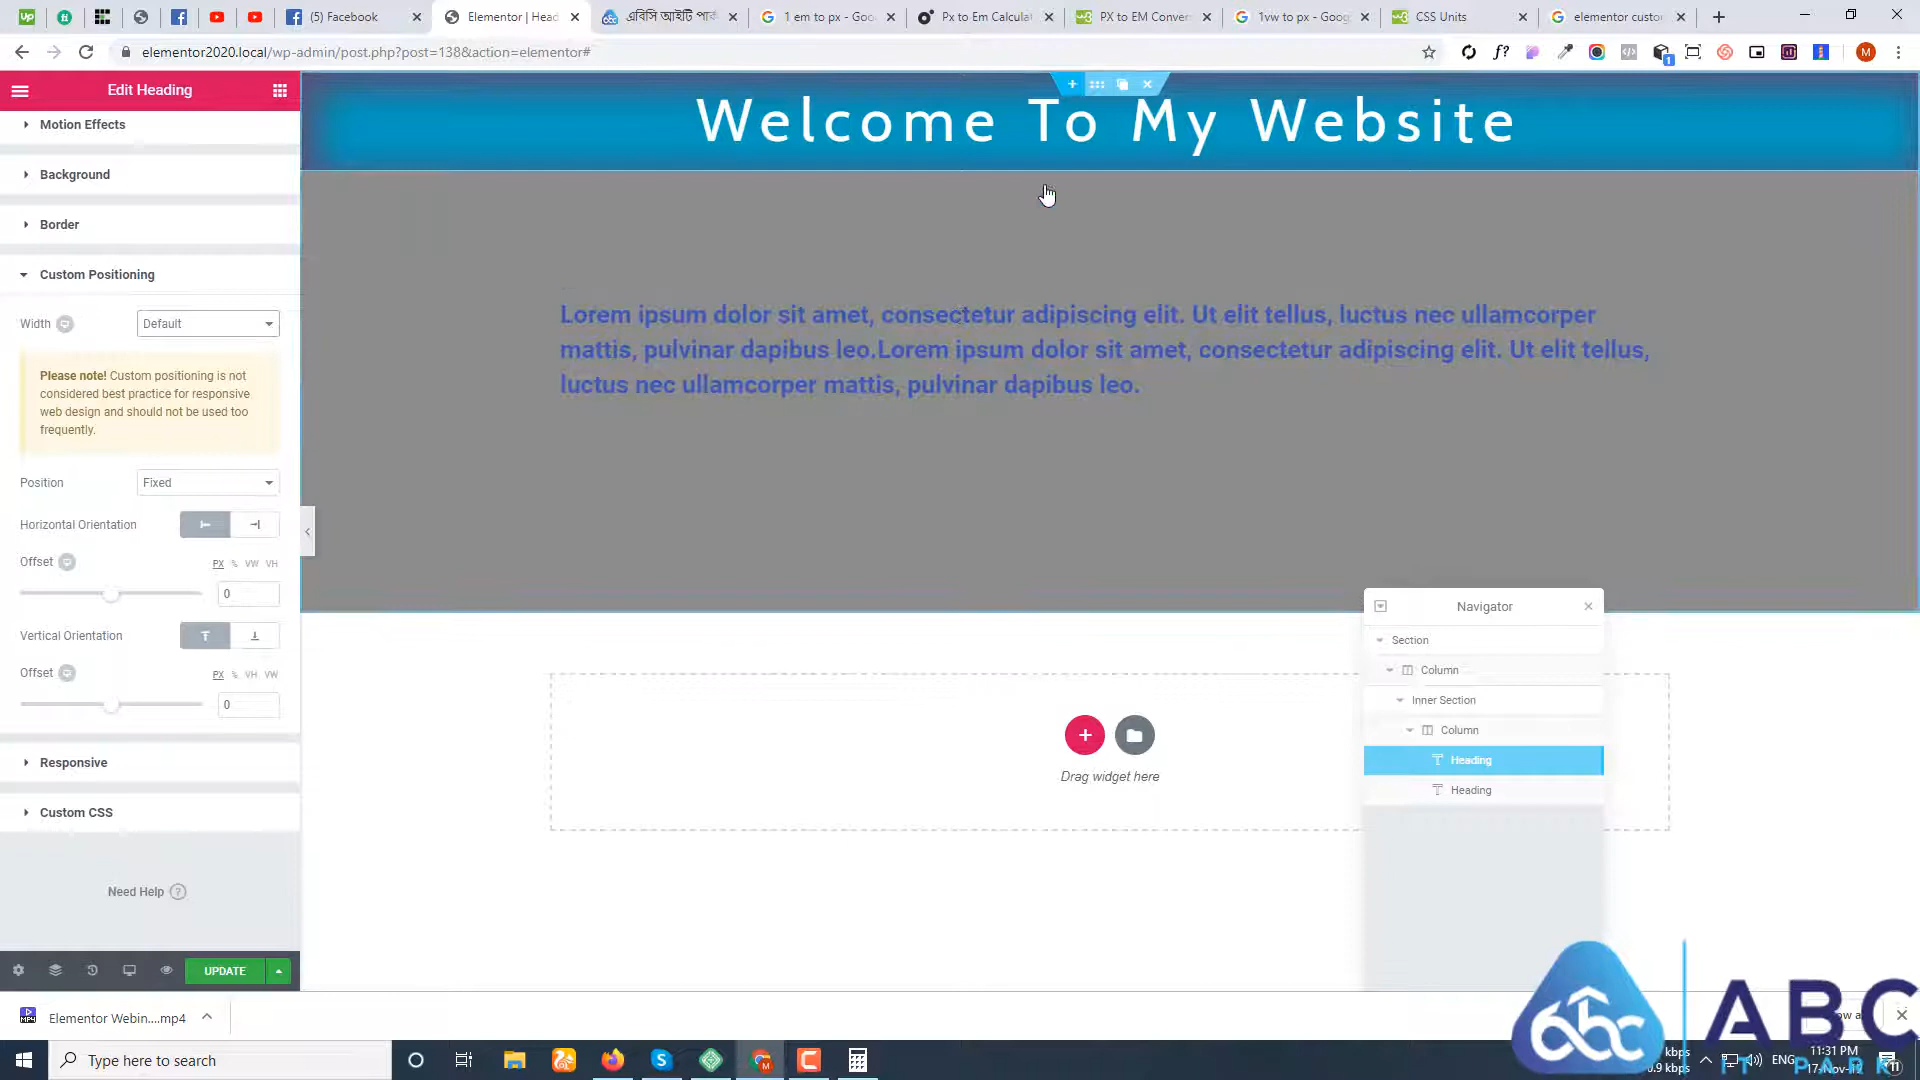 (5) Facebook
Elementor | Head
এবিসি আইটি পার্ক
1 em to px - Goo
Px to Em Calcula
PX to EM Conver
1vw to px - Goog
CSS Units
elementor custo
elementor2020.local/wp-admin/post.php?post=138&action=elementor#
Edit Heading
Motion Effects
Background
Border
Custom Positioning
Width
Default
Please note! Custom positioning is not
considered best practice for responsive
web design and should not be used too
frequently.
Position
Fixed
Horizontal Orientation
Offset
PX % VW VH
0
Vertical Orientation
Offset
PX % VH VW
0
Responsive
Custom CSS
Need Help
UPDATE
Welcome To My Website
Lorem ipsum dolor sit amet, consectetur adipiscing elit. Ut elit tellus, luctus nec ullamcorper
mattis, pulvinar dapibus leo.Lorem ipsum dolor sit amet, consectetur adipiscing elit. Ut elit tellus,
luctus nec ullamcorper mattis, pulvinar dapibus leo.
Drag widget here
Navigator
Section
Column
Inner Section
Column
Heading
Heading
Elementor Webin....mp4
Type here to search
abc
ABC
IT PARK
kbps
ENG
11:31 PM